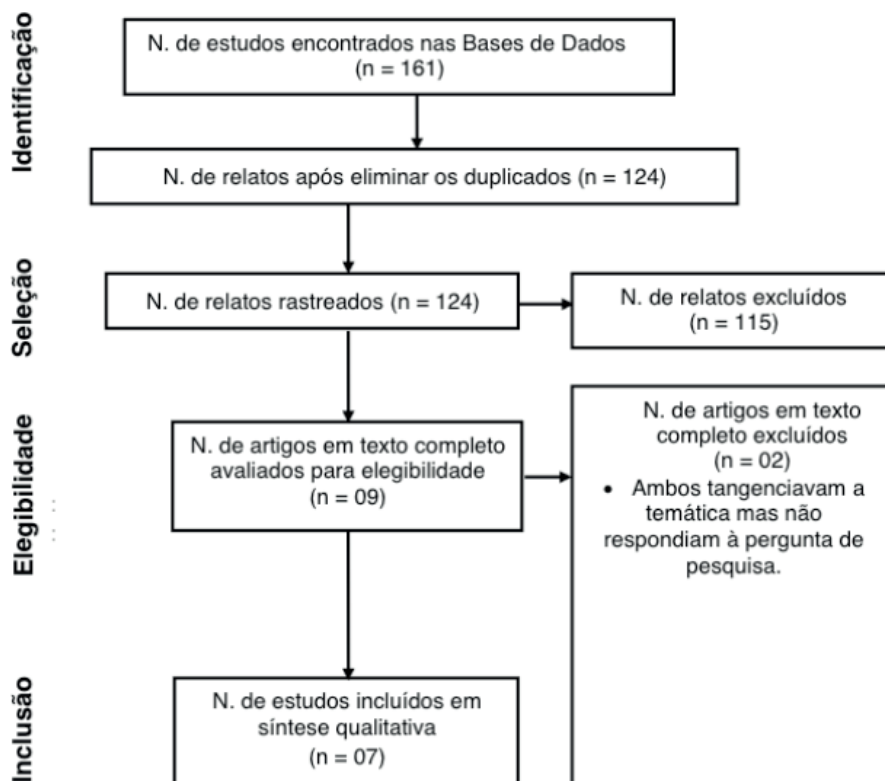 Identificação
N. de estudos encontrados nas Bases de Dados
(n = 161)
N. de relatos após eliminar os duplicados (n = 124)
Seleção
N. de relatos rastreados (n = 124)
N. de relatos excluídos
(n = 115)
Elegibilidade
N. de artigos em texto completo
avaliados para elegibilidade
(n = 09)
N. de artigos em texto
completo excluídos
(n = 02)
• Ambos tangenciavam a
temática mas não
respondiam à pergunta de
pesquisa.
Inclusão
N. de estudos incluídos em
síntese qualitativa
(n = 07)